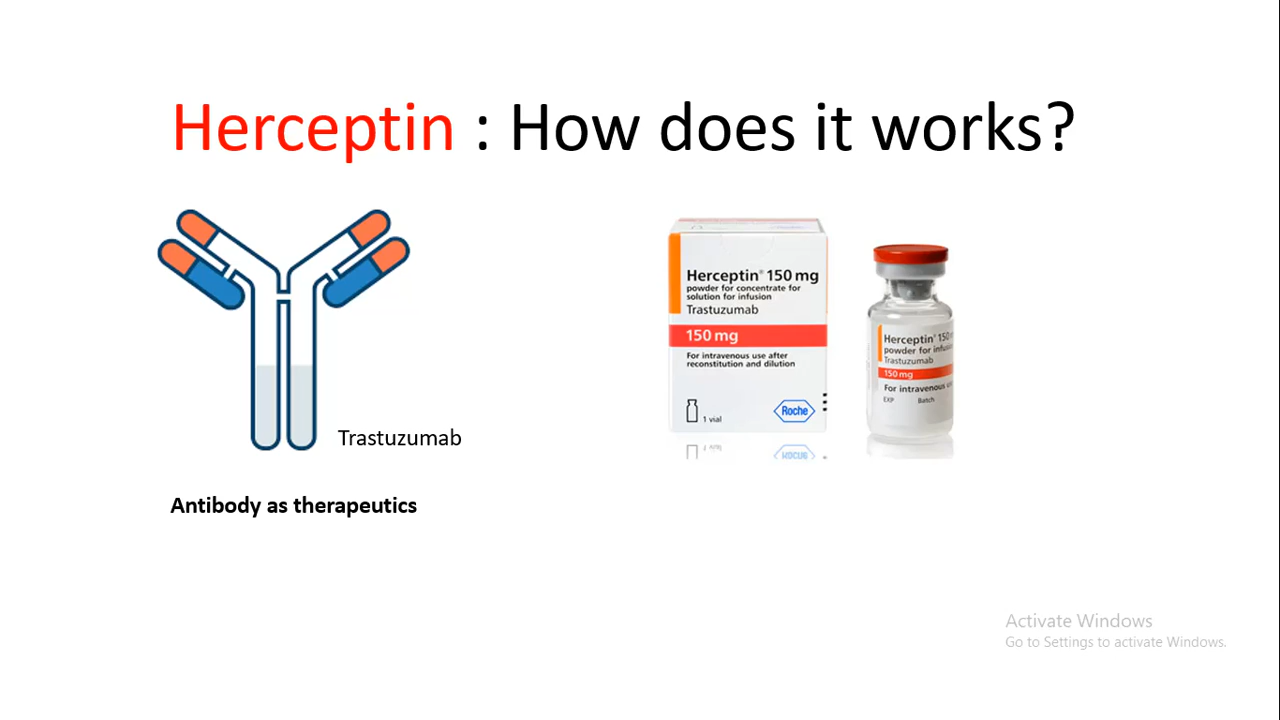 Herceptin : How does it works?
Herceptin® 150 mg
powder for concentrate for
solution for infusion
Trastuzumab
150 mg
For intravenous use after
reconstitution and dilution
1 vial
Roche
Herceptin 150
powder for infus
Trastuzumab
150 mg
For intravenous
EXP Batch
Trastuzumab
Antibody as therapeutics
Activate Windows
Go to Settings to activate Windows.